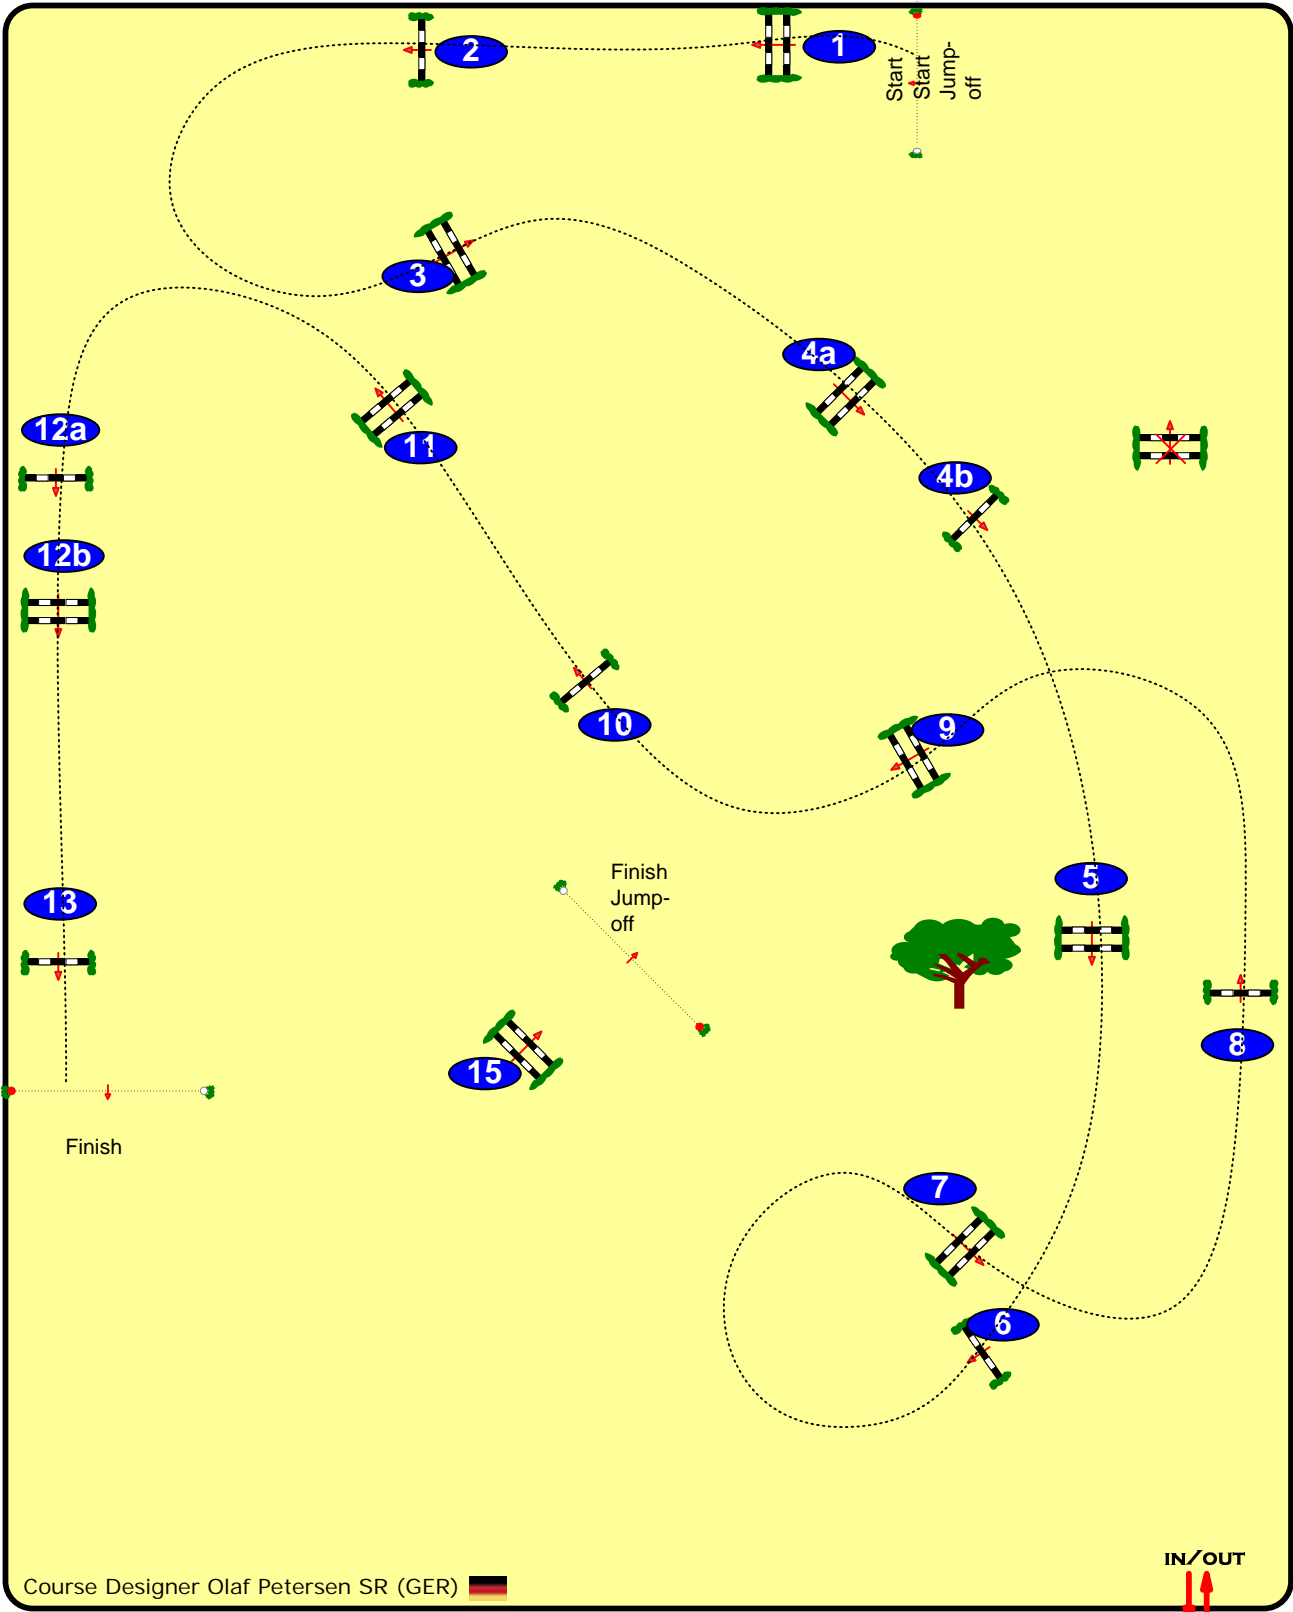 2
1
Start
Start
Jump-
off
3
4a
12a
11
4b
12b
10
9
Finish
Jump-
off
5
13
8
15
Finish
7
6
IN/OUT
Course Designer Olaf Petersen SR (GER)